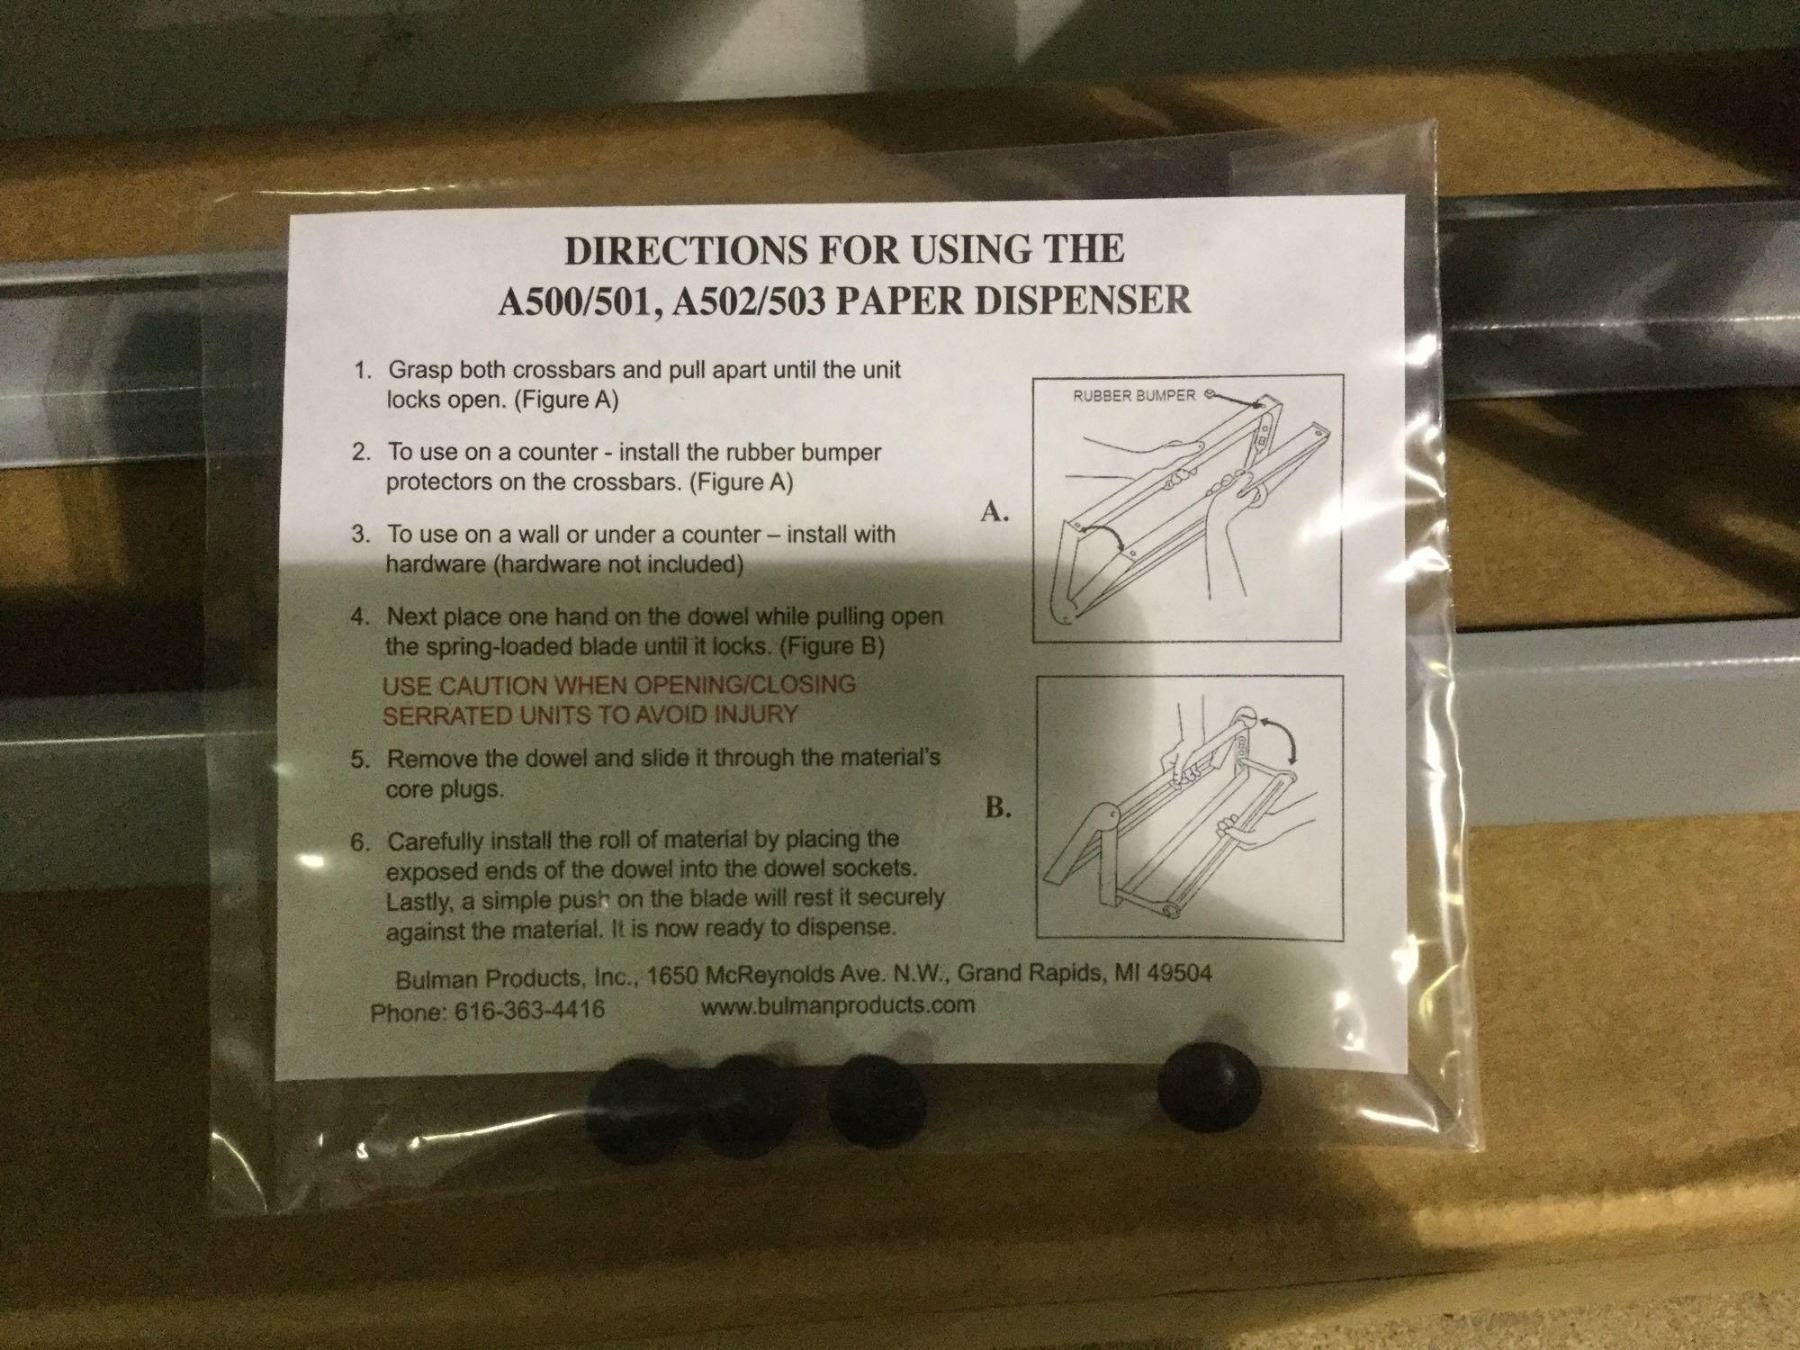 DIRECTIONS FOR USING THE
A500/501, A502/503 PAPER DISPENSER
1. Grasp both crossbars and pull apart until the unit
locks open. (Figure A)
2. To use on a counter - install the rubber bumper
protectors on the crossbars. (Figure A)
3. To use on a wall or under a counter – install with
hardware (hardware not included)
4. Next place one hand on the dowel while pulling open
the spring-loaded blade until it locks. (Figure B)
USE CAUTION WHEN OPENING/CLOSING
SERRATED UNITS TO AVOID INJURY
5. Remove the dowel and slide it through the material's
core plugs.
6. Carefully install the roll of material by placing the
exposed ends of the dowel into the dowel sockets.
Lastly, a simple push on the blade will rest it securely
against the material. It is now ready to dispense.
RUBBER BUMPER
A.
B.
Bulman Products, Inc., 1650 McReynolds Ave. N.W., Grand Rapids, MI 49504
Phone: 616-363-4416 www.bulmanproducts.com